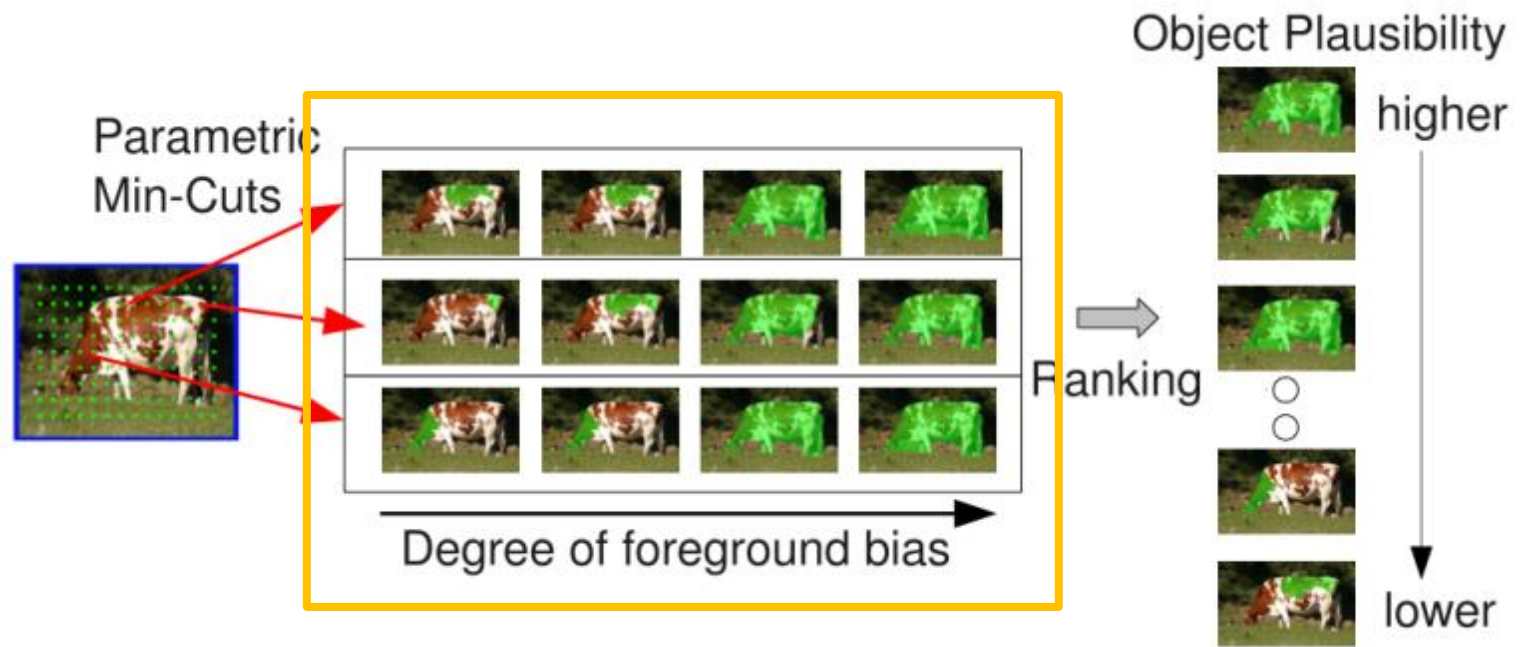 Object Plausibility
higher
Parametric
Min-Cuts
Ranking
Degree of foreground bias
lower